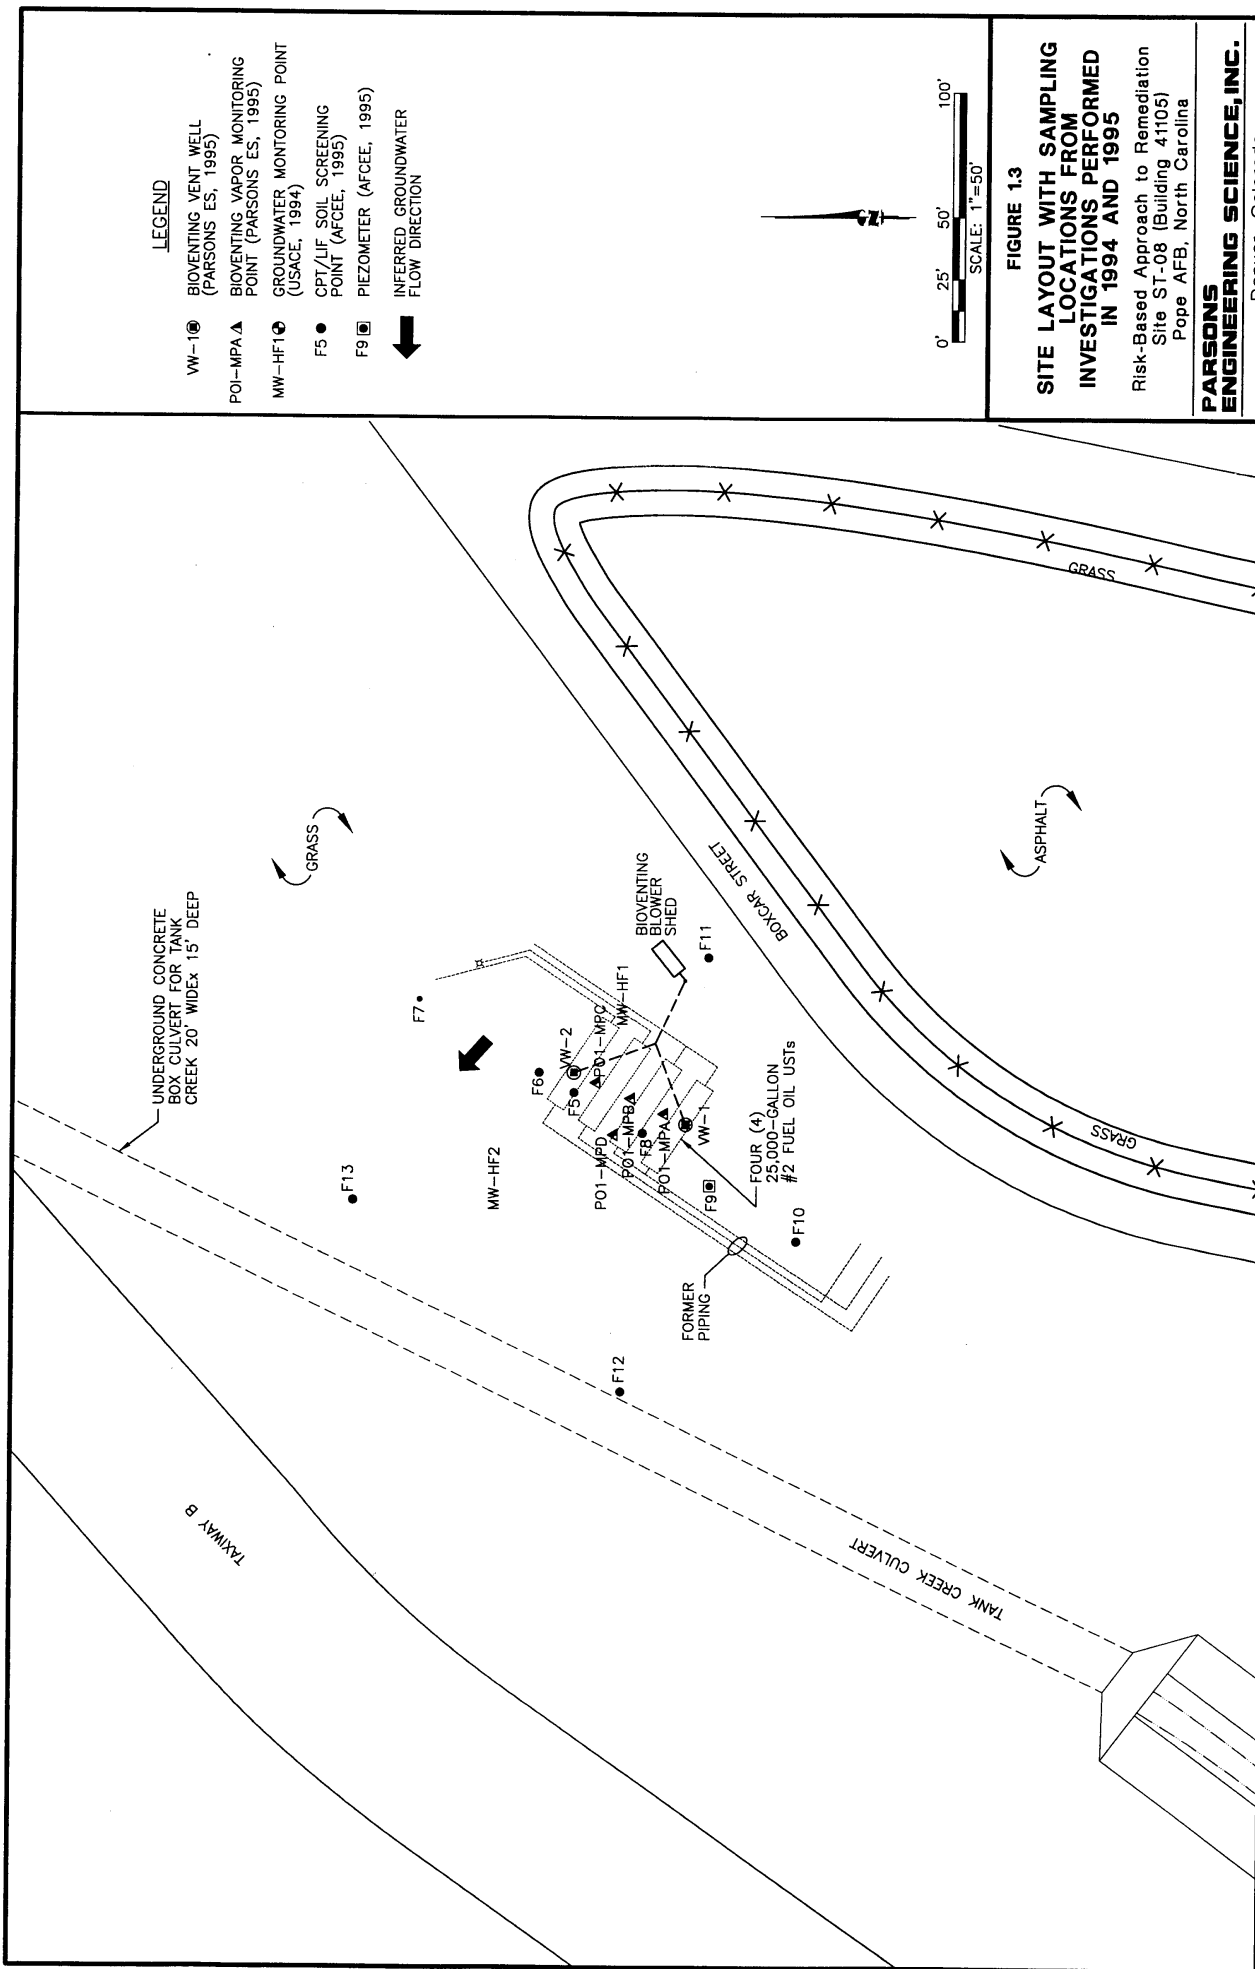 LEGEND
VW-1
BIOVENTING VENT WELL
(PARSONS ES, 1995)
POI-MPA
BIOVENTING VAPOR MONITORING
POINT (PARSONS ES, 1995)
MW-HF1
GROUNDWATER MONTORING POINT
(USACE, 1994)
F5
CPT/LIF SOIL SCREENING
POINT (AFCEE, 1995)
F9
PIEZOMETER (AFCEE, 1995)
INFERRED GROUNDWATER
FLOW DIRECTION
N
0' 25' 50' 100'
SCALE: 1"=50'
FIGURE 1.3
SITE LAYOUT WITH SAMPLING
LOCATIONS FROM
INVESTIGATIONS PERFORMED
IN 1994 AND 1995
Risk-Based Approach to Remediation
Site ST-08 (Building 41105)
Pope AFB, North Carolina
PARSONS
ENGINEERING SCIENCE, INC.
UNDERGROUND CONCRETE
BOX CULVERT FOR TANK
CREEK 20' WIDEx 15' DEEP
GRASS
TAXIWAY B
F13
F7
MW-HF2
F6
F5
VW-2
PO1-MPC
MW-HF1
BIOVENTING
BLOWER
SHED
F11
PO1-MPD
PO1-MPB
F8
PO1-MPA
VW-1
F9
FOUR (4)
25,000-GALLON
#2 FUEL OIL USTs
F10
FORMER
PIPING
F12
TANK CREEK CULVERT
BOXCAR STREET
ASPHALT
GRASS
GRASS